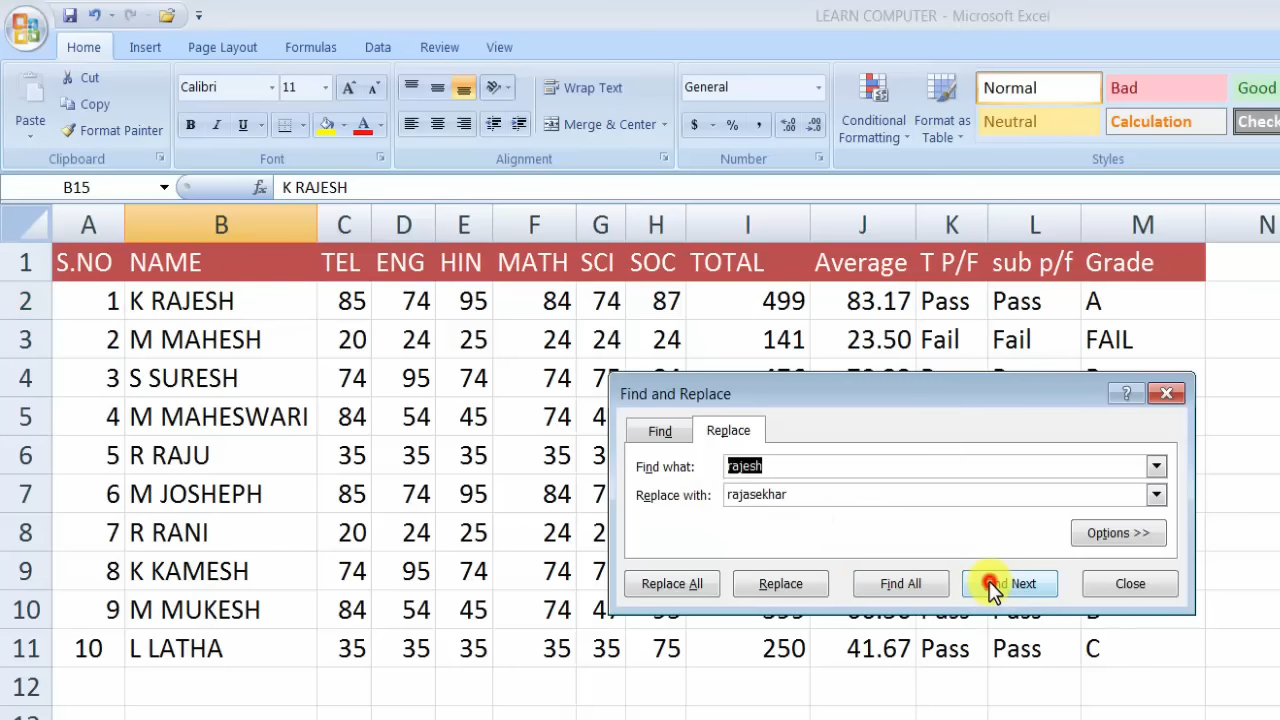 LEARN COMPUTER - Microsoft Excel
Home Insert Page Layout Formulas Data Review View
Paste Cut Copy Format Painter Clipboard
Calibri 11 A A B I U A Font
Wrap Text Merge & Center Alignment
General $ % , .0 .00 .00 .0 Number
Conditional Formatting Format as Table Normal Bad Good Neutral Calculation Check Styles
B15 fx K RAJESH
A B C D E F G H I J K L M N
1 S.NO NAME TEL ENG HIN MATH SCI SOC TOTAL Average T P/F sub p/f Grade
2 1 K RAJESH 85 74 95 84 74 87 499 83.17 Pass Pass A
3 2 M MAHESH 20 24 25 24 24 24 141 23.50 Fail Fail FAIL
4 3 S SURESH 74 95 74 74
5 4 M MAHESWARI 84 54 45 74
6 5 R RAJU 35 35 35 35
7 6 M JOSHEPH 85 74 95 84
8 7 R RANI 20 24 25 24
9 8 K KAMESH 74 95 74 74
10 9 M MUKESH 84 54 45 74
11 10 L LATHA 35 35 35 35 35 75 250 41.67 Pass Pass C
12
Find and Replace ?
Find Replace
Find what: rajesh
Replace with: rajasekhar
Options >>
Replace All Replace Find All Next Close